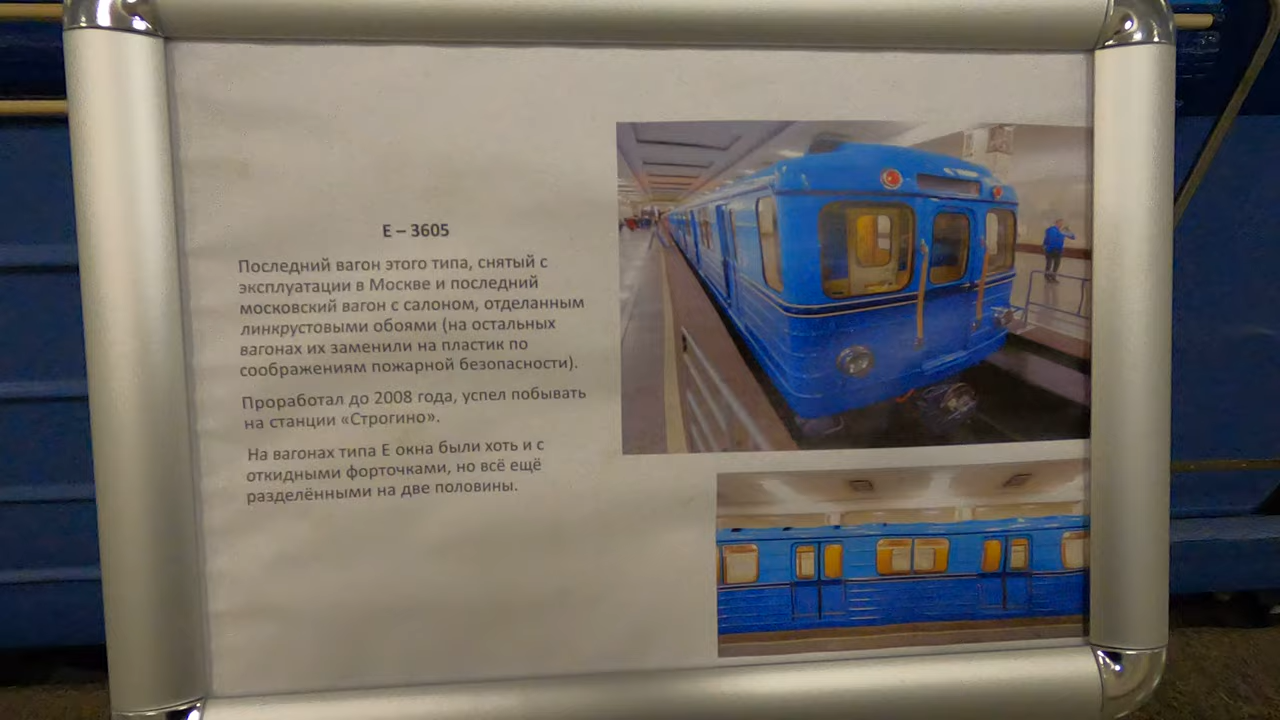 Е – 3605
Последний вагон этого типа, снятый с
эксплуатации в Москве и последний
московский вагон с салоном, отделанным
линкрустовыми обоями (на остальных
вагонах их заменили на пластик по
соображениям пожарной безопасности).
Проработал до 2008 года, успел побывать
на станции «Строгино».
На вагонах типа Е окна были хоть и с
откидными форточками, но всё ещё
разделёнными на две половины.